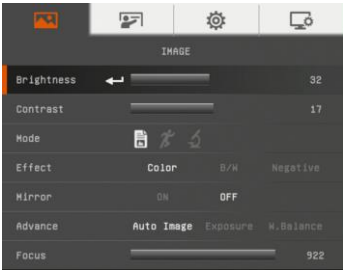 IMAGE
Brightness 32
Contrast 17
Mode
Effect Color B/W Negative
Mirror ON OFF
Advance Auto Image Exposure W.Balance
Focus 922